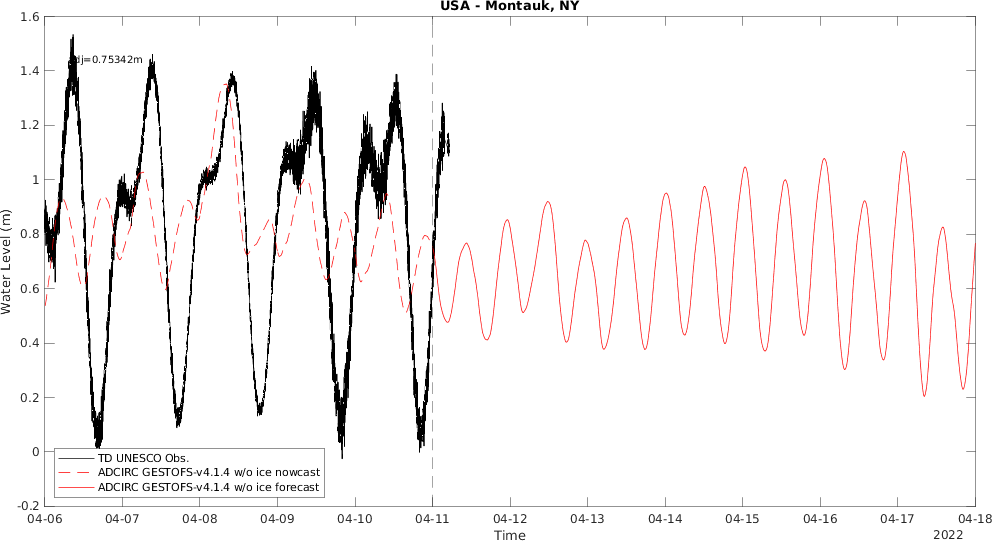 USA - Montauk, NY
1.6
1.4
1.2
1
0.8
0.6
0.4
0.2
0
-0.2
Water Level (m)
dj=0.75342m
TD UNESCO Obs.
ADCIRC GESTOFS-v4.1.4 w/o ice nowcast
ADCIRC GESTOFS-v4.1.4 w/o ice forecast
04-06 04-07 04-08 04-09 04-10 04-11 04-12 04-13 04-14 04-15 04-16 04-17 04-18
Time
2022